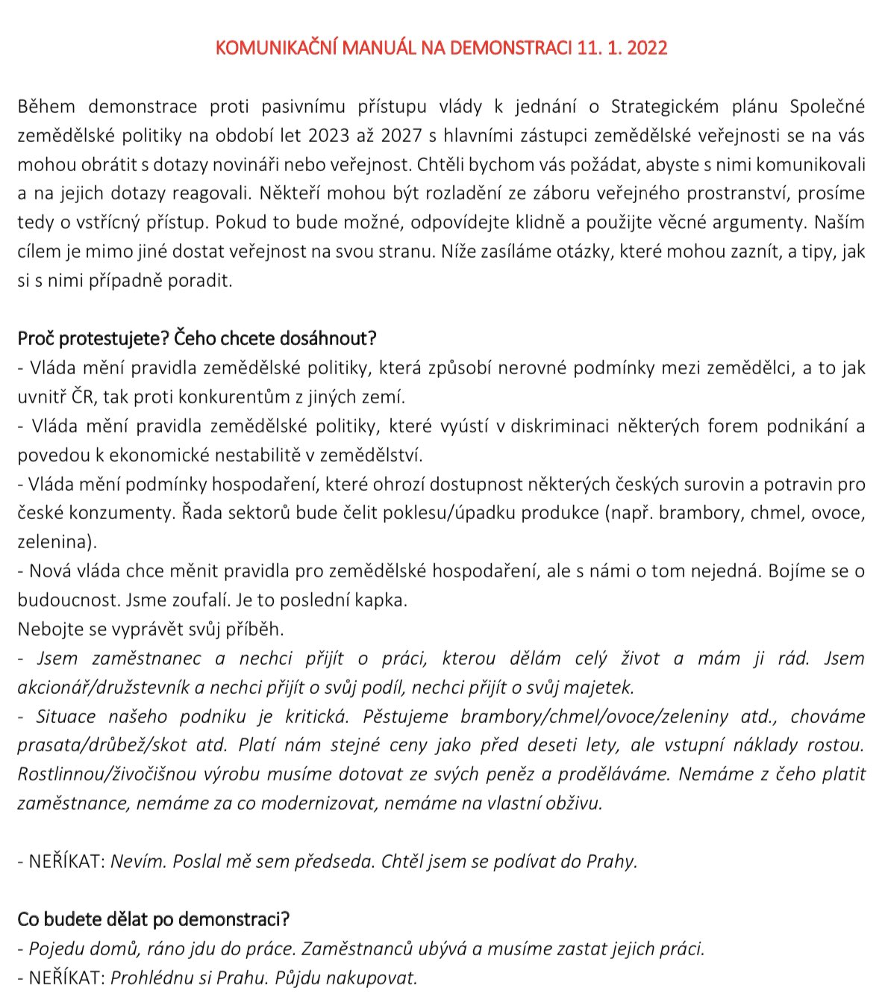 KOMUNIKAČNÍ MANUÁL NA DEMONSTRACI 11. 1. 2022
Během demonstrace proti pasivnímu přístupu vlády k jednání o Strategickém plánu Společné
zemědělské politiky na období let 2023 až 2027 s hlavními zástupci zemědělské veřejnosti se na vás
mohou obrátit s dotazy novináři nebo veřejnost. Chtěli bychom vás požádat, abyste s nimi komunikovali
a na jejich dotazy reagovali. Někteří mohou být rozladění ze záboru veřejného prostranství, prosíme
tedy o vstřícný přístup. Pokud to bude možné, odpovídejte klidně a použijte věcné argumenty. Naším
cílem je mimo jiné dostat veřejnost na svou stranu. Níže zasíláme otázky, které mohou zaznít, a tipy, jak
si s nimi případně poradit.
Proč protestujete? Čeho chcete dosáhnout?
- Vláda mění pravidla zemědělské politiky, která způsobí nerovné podmínky mezi zemědělci, a to jak
uvnitř ČR, tak proti konkurentům z jiných zemí.
- Vláda mění pravidla zemědělské politiky, které vyústí v diskriminaci některých forem podnikání a
povedou k ekonomické nestabilitě v zemědělství.
- Vláda mění podmínky hospodaření, které ohrozí dostupnost některých českých surovin a potravin pro
české konzumenty. Řada sektorů bude čelit poklesu/úpadku produkce (např. brambory, chmel, ovoce,
zelenina).
- Nová vláda chce měnit pravidla pro zemědělské hospodaření, ale s námi o tom nejedná. Bojíme se o
budoucnost. Jsme zoufalí. Je to poslední kapka.
Nebojte se vyprávět svůj příběh.
- Jsem zaměstnanec a nechci přijít o práci, kterou dělám celý život a mám ji rád. Jsem
akcionář/družstevník a nechci přijít o svůj podíl, nechci přijít o svůj majetek.
- Situace našeho podniku je kritická. Pěstujeme brambory/chmel/ovoce/zeleniny atd., chováme
prasata/drůbež/skot atd. Platí nám stejné ceny jako před deseti lety, ale vstupní náklady rostou.
Rostlinnou/živočišnou výrobu musíme dotovat ze svých peněz a proděláváme. Nemáme z čeho platit
zaměstnance, nemáme za co modernizovat, nemáme na vlastní obživu.
- NEŘÍKAT: Nevím. Poslal mě sem předseda. Chtěl jsem se podívat do Prahy.
Co budete dělat po demonstraci?
- Pojedu domů, ráno jdu do práce. Zaměstnanců ubývá a musíme zastat jejich práci.
- NEŘÍKAT: Prohlédnu si Prahu. Půjdu nakupovat.